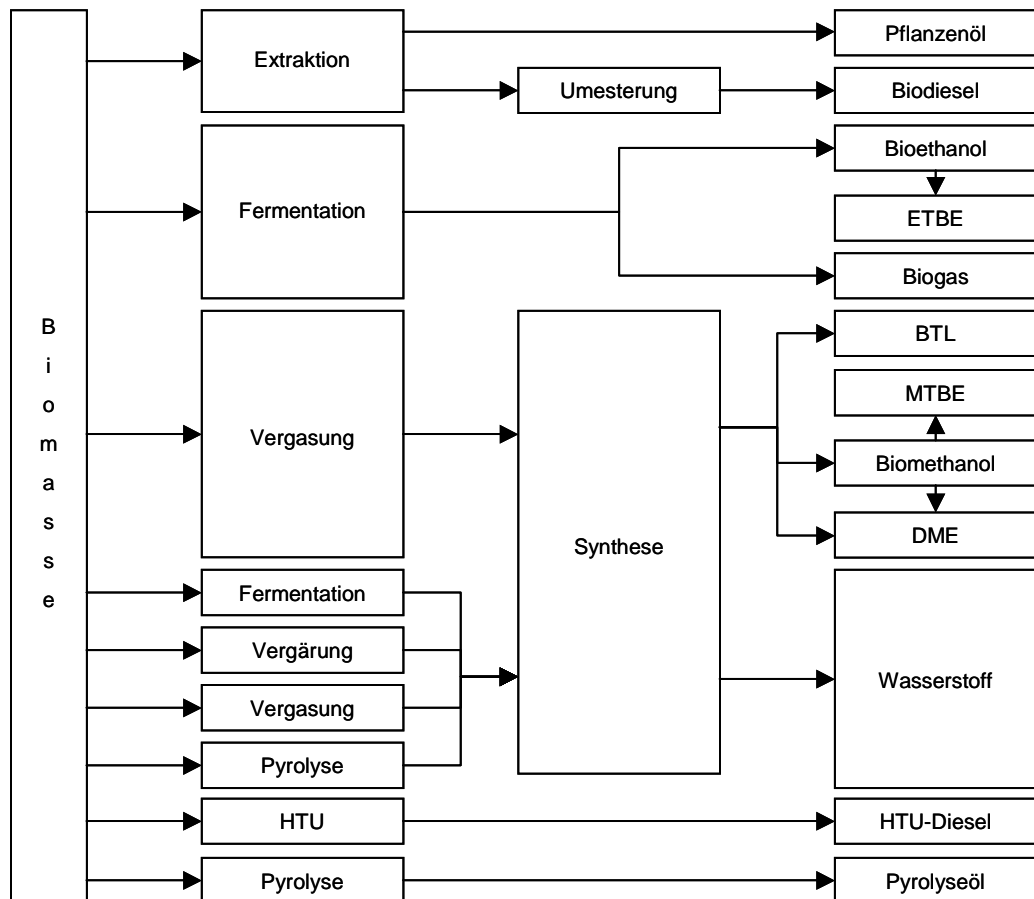 Biomasse
Extraktion
Pflanzenöl
Umesterung
Biodiesel
Fermentation
Bioethanol
ETBE
Biogas
Vergasung
Synthese
BTL
MTBE
Biomethanol
DME
Fermentation
Vergärung
Vergasung
Pyrolyse
Wasserstoff
HTU
HTU-Diesel
Pyrolyse
Pyrolyseöl